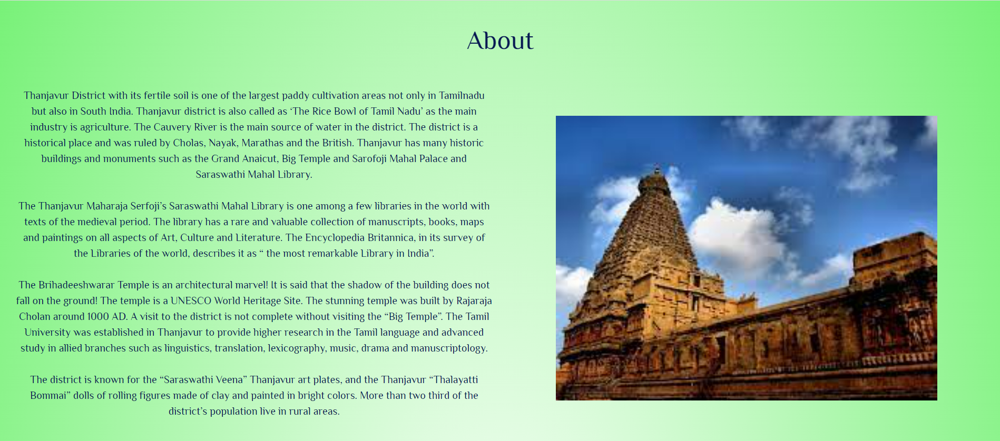 About
Thanjavur District with its fertile soil is one of the largest paddy cultivation areas not only in Tamilnadu
but also in South India. Thanjavur district is also called as ‘The Rice Bowl of Tamil Nadu’ as the main
industry is agriculture. The Cauvery River is the main source of water in the district. The district is a
historical place and was ruled by Cholas, Nayak, Marathas and the British. Thanjavur has many historic
buildings and monuments such as the Grand Anaicut, Big Temple and Sarofoji Mahal Palace and
Saraswathi Mahal Library.
The Thanjavur Maharaja Serfoji’s Saraswathi Mahal Library is one among a few libraries in the world with
texts of the medieval period. The library has a rare and valuable collection of manuscripts, books, maps
and paintings on all aspects of Art, Culture and Literature. The Encyclopedia Britannica, in its survey of
the Libraries of the world, describes it as “ the most remarkable Library in India”.
The Brihadeeshwarar Temple is an architectural marvel! It is said that the shadow of the building does not
fall on the ground! The temple is a UNESCO World Heritage Site. The stunning temple was built by Rajaraja
Cholan around 1000 AD. A visit to the district is not complete without visiting the “Big Temple”. The Tamil
University was established in Thanjavur to provide higher research in the Tamil language and advanced
study in allied branches such as linguistics, translation, lexicography, music, drama and manuscriptology.
The district is known for the “Saraswathi Veena” Thanjavur art plates, and the Thanjavur “Thalayatti
Bommai” dolls of rolling figures made of clay and painted in bright colors. More than two third of the
district’s population live in rural areas.